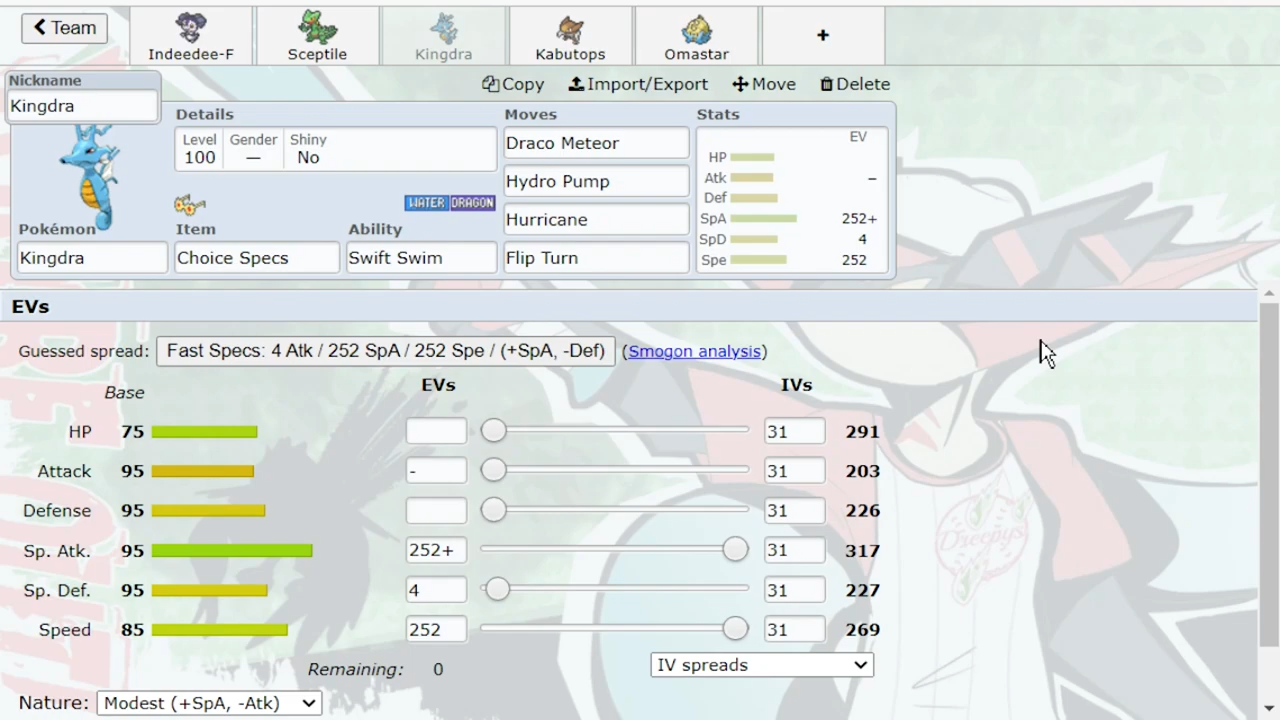 Team
Indeedee-F
Sceptile
Kingdra
Kabutops
Omastar
+
Nickname
Kingdra
Copy
Import/Export
Move
Delete
Details
Moves
Stats
Level
Gender
Shiny
100
—
No
Draco Meteor
EV
HP
Atk –
Def
SpA 252+
SpD 4
Spe 252
WATER DRAGON
Hydro Pump
Hurricane
Pokémon
Item
Ability
Kingdra
Choice Specs
Swift Swim
Flip Turn
EVs
Guessed spread: Fast Specs: 4 Atk / 252 SpA / 252 Spe / (+SpA, -Def) (Smogon analysis)
Base EVs IVs
HP 75 31 291
Attack 95 - 31 203
Defense 95 31 226
Sp. Atk. 95 252+ 31 317
Sp. Def. 95 4 31 227
Speed 85 252 31 269
Remaining: 0
IV spreads
Nature: Modest (+SpA, -Atk)
Dreepys